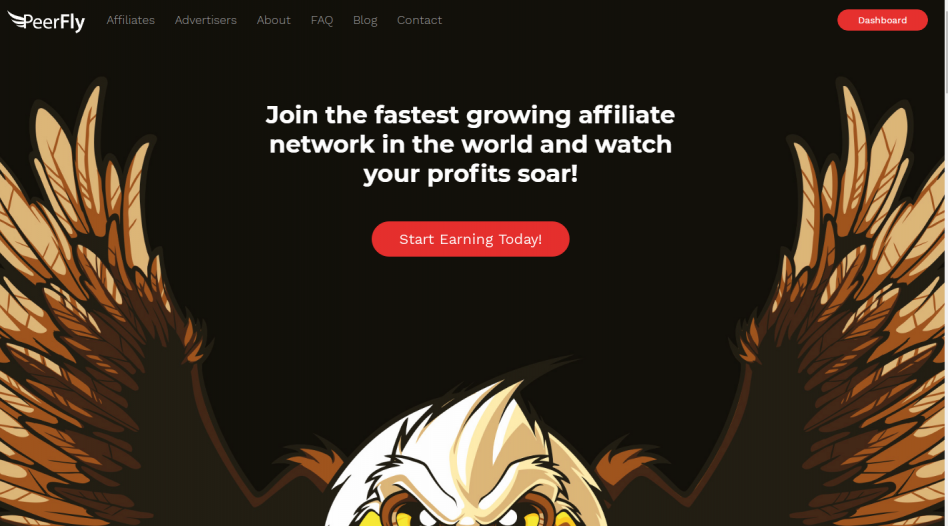 PeerFly
Affiliates
Advertisers
About
FAQ
Blog
Contact
Dashboard
Join the fastest growing affiliate
network in the world and watch
your profits soar!
Start Earning Today!